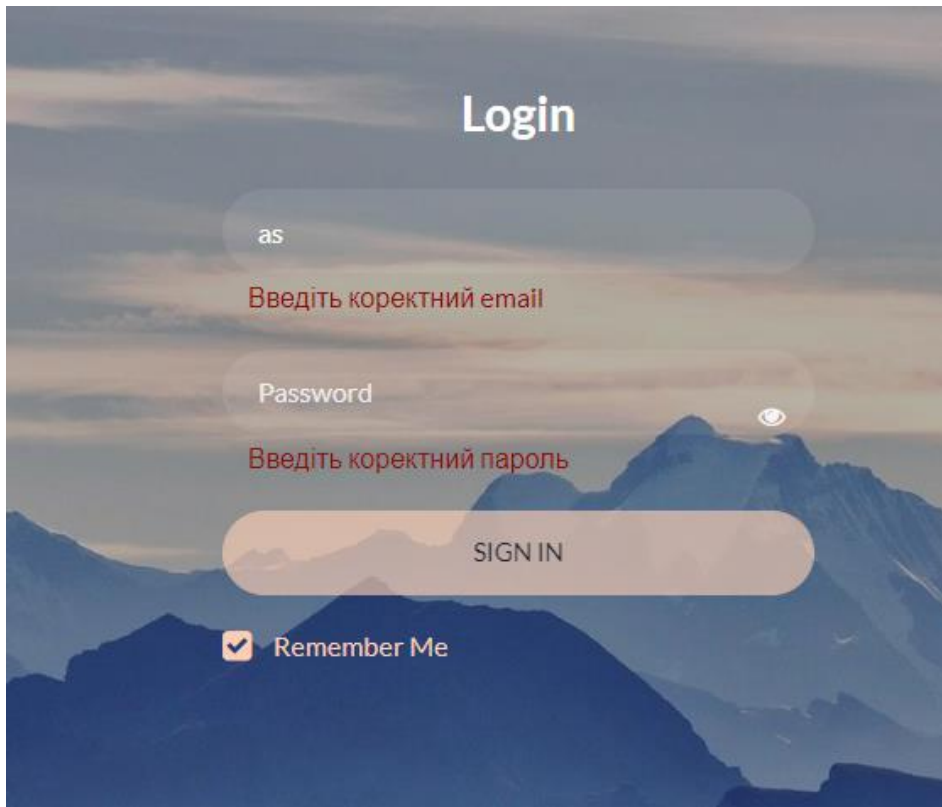 Login
as
Введіть коректний email
Password
Введіть коректний пароль
SIGN IN
Remember Me